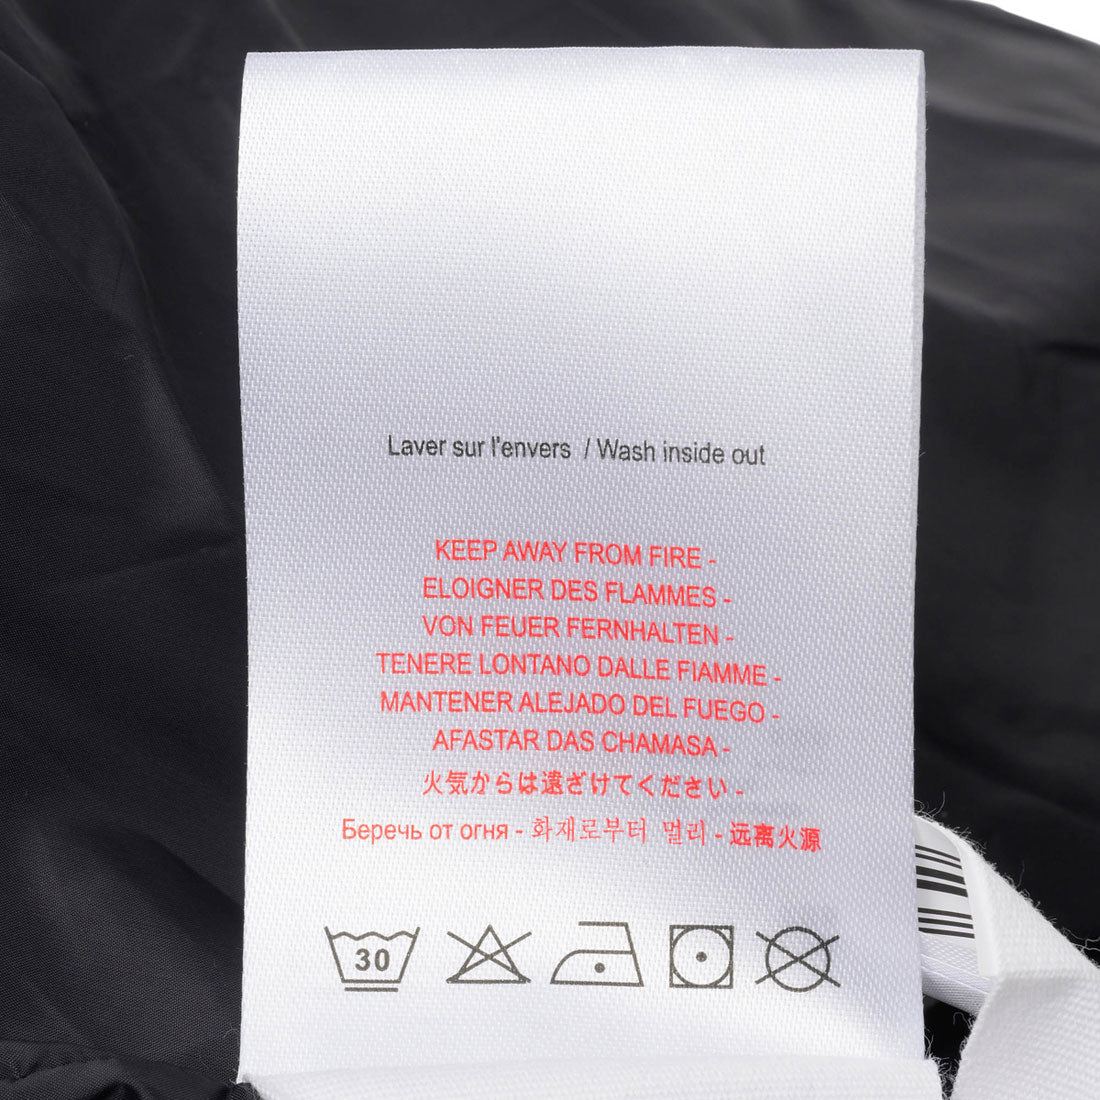 Laver sur l'envers / Wash inside out
KEEP AWAY FROM FIRE -
ELOIGNER DES FLAMMES -
VON FEUER FERNHALTEN -
TENERE LONTANO DALLE FIAMME -
MANTENER ALEJADO DEL FUEGO -
AFASTAR DAS CHAMASA -
火気からは遠ざけてください -
Беречь от огня - 화재로부터 멀리 - 远离火源
30